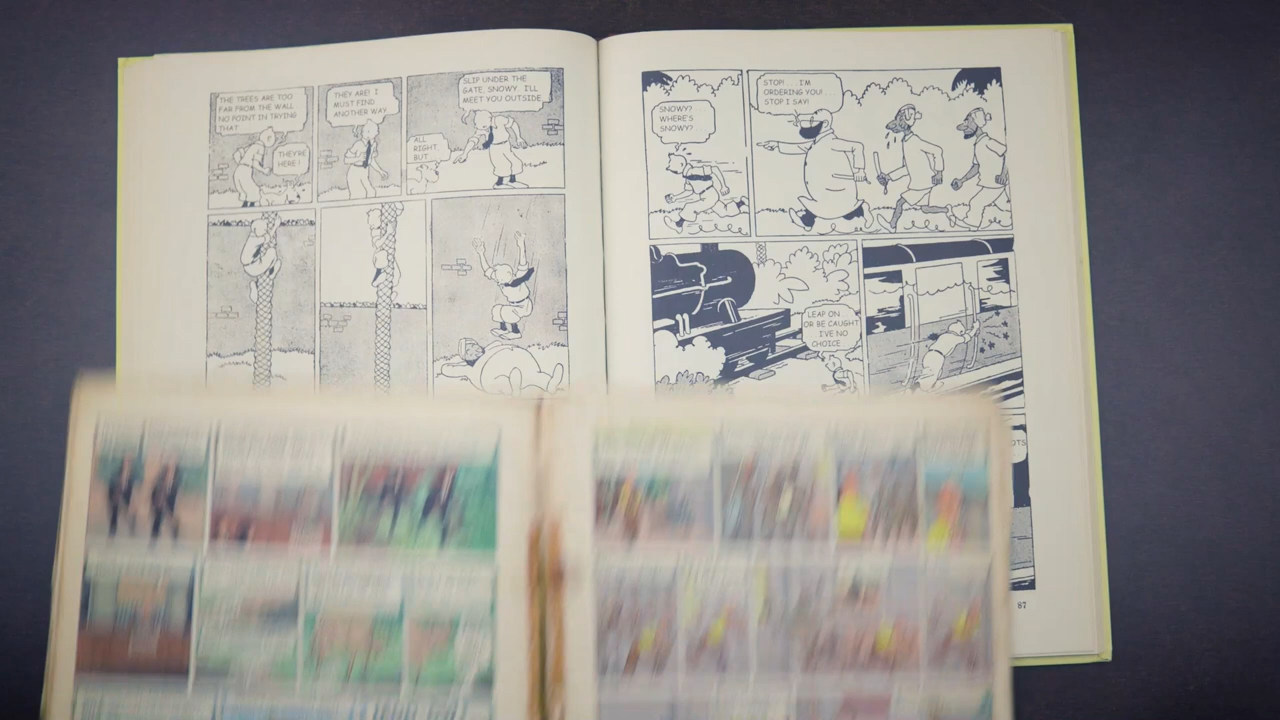 THE TREES ARE TOO
FAR FROM THE WALL
NO POINT IN TRYING
THAT
THEY'RE
HERE!
THEY ARE! I
MUST FIND
ANOTHER WAY
SLIP UNDER THE
GATE, SNOWY. I'LL
MEET YOU OUTSIDE
ALL
RIGHT,
BUT...
SNOWY?
WHERE'S
SNOWY?
STOP! I'M
ORDERING YOU!...
STOP I SAY!
LEAP ON...
OR BE CAUGHT
I'VE NO
CHOICE...
OTS
87